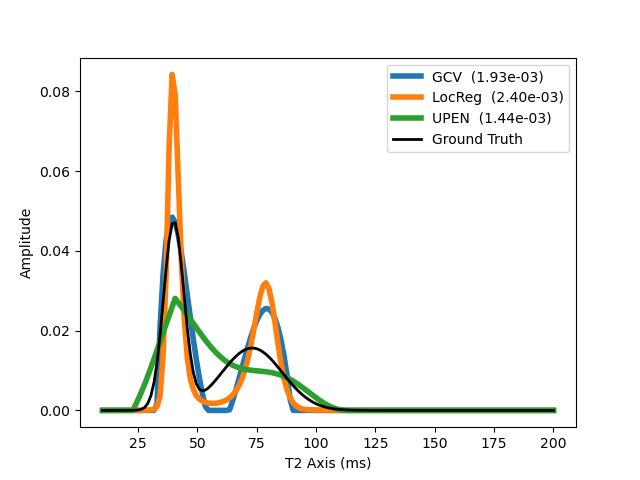 GCV  (1.93e-03)
LocReg  (2.40e-03)
UPEN  (1.44e-03)
Ground Truth
Amplitude
0.08
0.06
0.04
0.02
0.00
25 50 75 100 125 150 175 200
T2 Axis (ms)